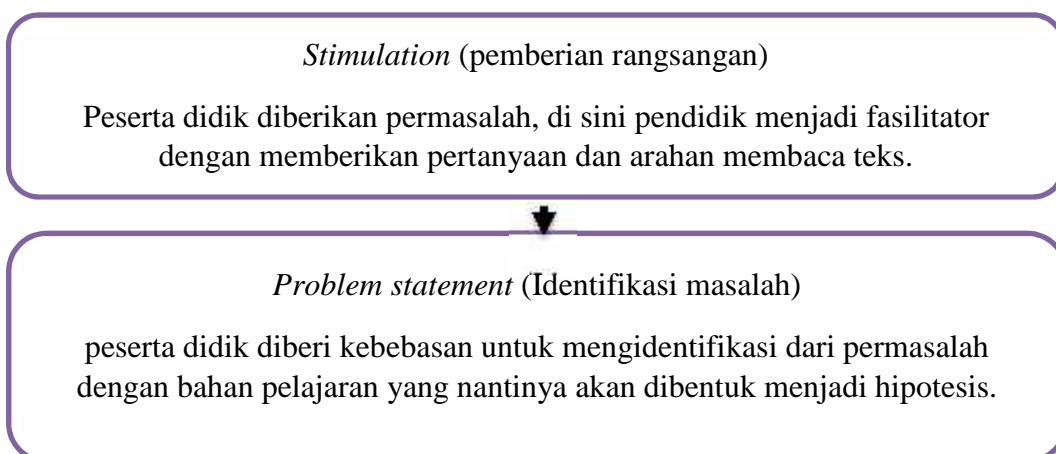 Stimulation (pemberian rangsangan)
Peserta didik diberikan permasalah, di sini pendidik menjadi fasilitator
dengan memberikan pertanyaan dan arahan membaca teks.
Problem statement (Identifikasi masalah)
peserta didik diberi kebebasan untuk mengidentifikasi dari permasalah
dengan bahan pelajaran yang nantinya akan dibentuk menjadi hipotesis.